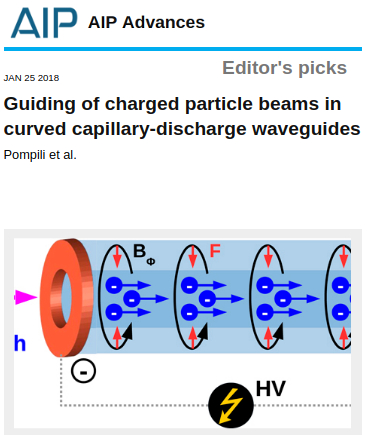 AIP AIP Advances
Editor's picks
JAN 25 2018
Guiding of charged particle beams in
curved capillary-discharge waveguides
Pompili et al.
BΦ F
- - - -
- - -
- - - -
h
-
HV